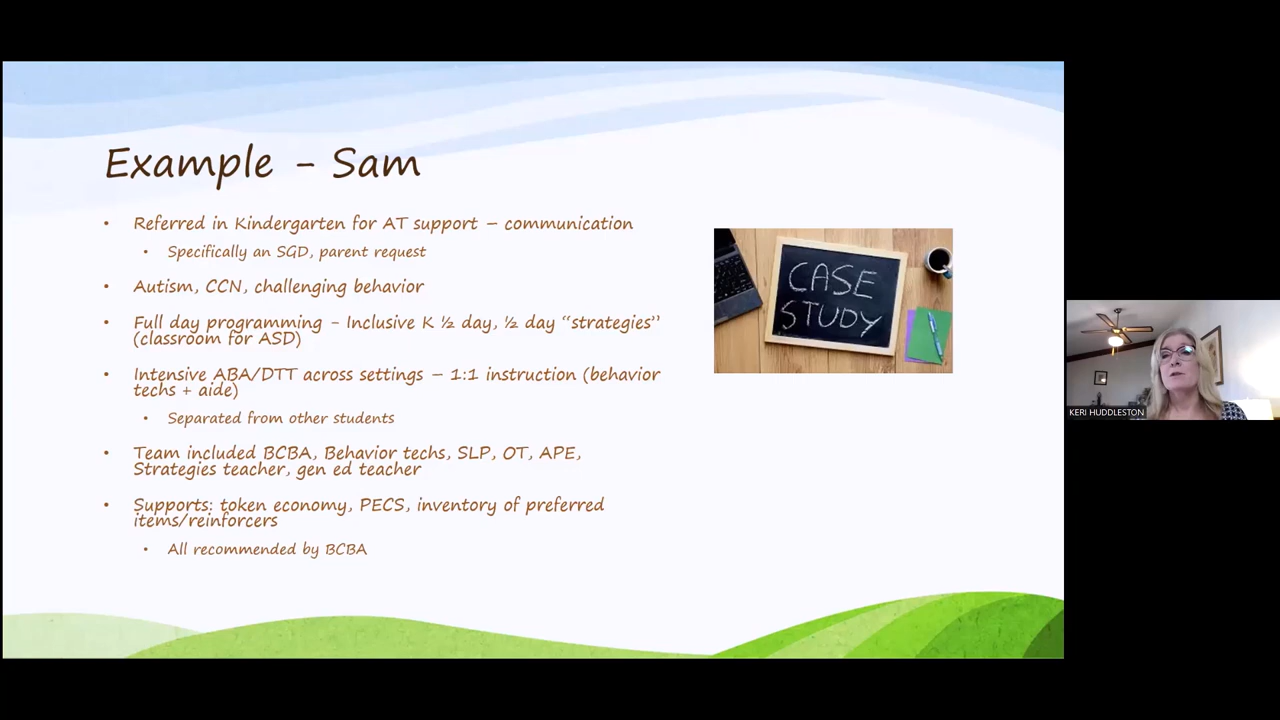 Example - Sam
• Referred in Kindergarten for AT support – communication
• Specifically an SGD, parent request
• Autism, CCN, challenging behavior
• Full day programming - Inclusive K ½ day, ½ day “strategies”
(classroom for ASD)
• Intensive ABA/DTT across settings – 1:1 instruction (behavior
techs + aide)
• Separated from other students
• Team included BCBA, Behavior techs, SLP, OT, APE,
Strategies teacher, gen ed teacher
• Supports: token economy, PECS, inventory of preferred
items/reinforcers
• All recommended by BCBA
CASE
STUDY
KERI HUDDLESTON